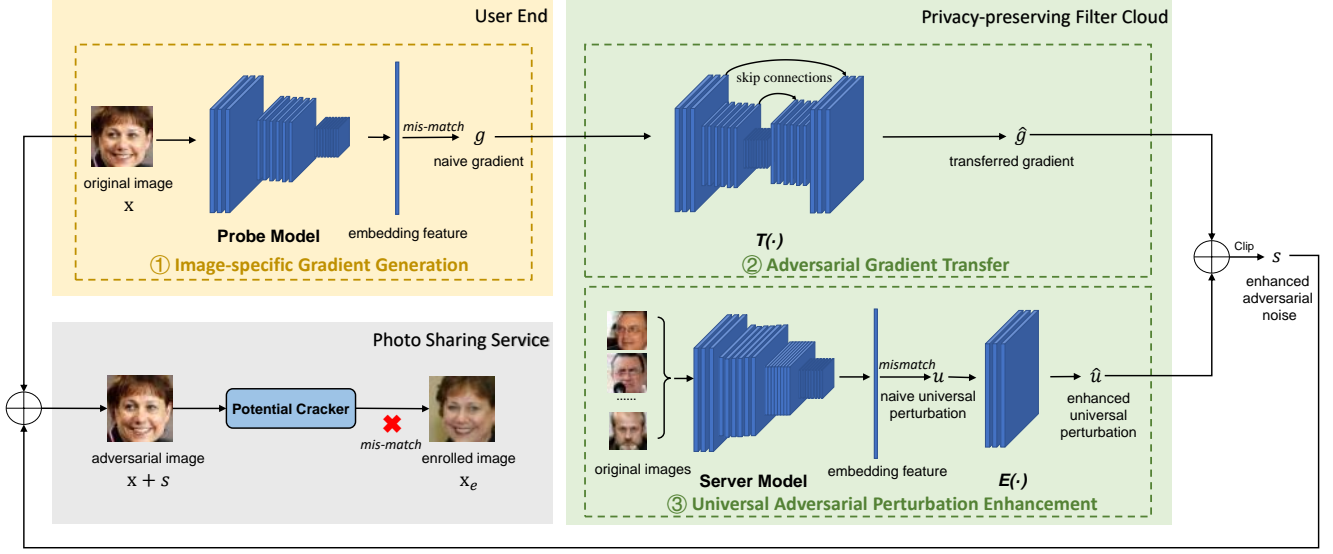 User End
original image
x
Probe Model
mis-match
g
naive gradient
embedding feature
① Image-specific Gradient Generation
Privacy-preserving Filter Cloud
skip connections
T(·)
ĝ
transferred gradient
② Adversarial Gradient Transfer
Clip
s
enhanced
adversarial
noise
Photo Sharing Service
adversarial image
x + s
Potential Cracker
mis-match
enrolled image
xₑ
......
original images
Server Model
mismatch
u
naive universal
perturbation
embedding feature
E(·)
û
enhanced
universal
perturbation
③ Universal Adversarial Perturbation Enhancement